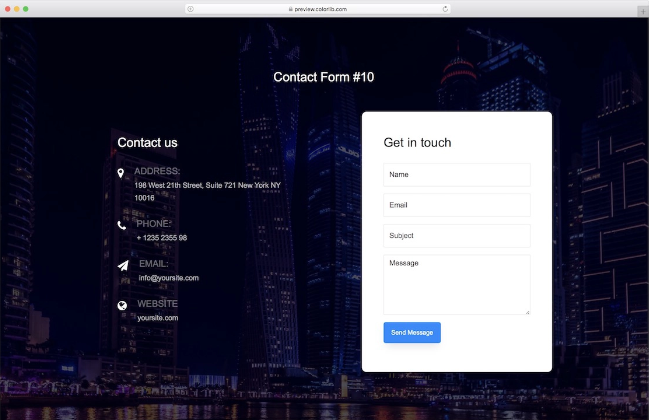 preview.colorlib.com
Contact Form #10
Contact us
ADDRESS:
198 West 21th Street, Suite 721 New York NY
10016
PHONE:
+ 1235 2355 98
EMAIL:
info@yoursite.com
WEBSITE
yoursite.com
Get in touch
Name
Email
Subject
Message
Send Message